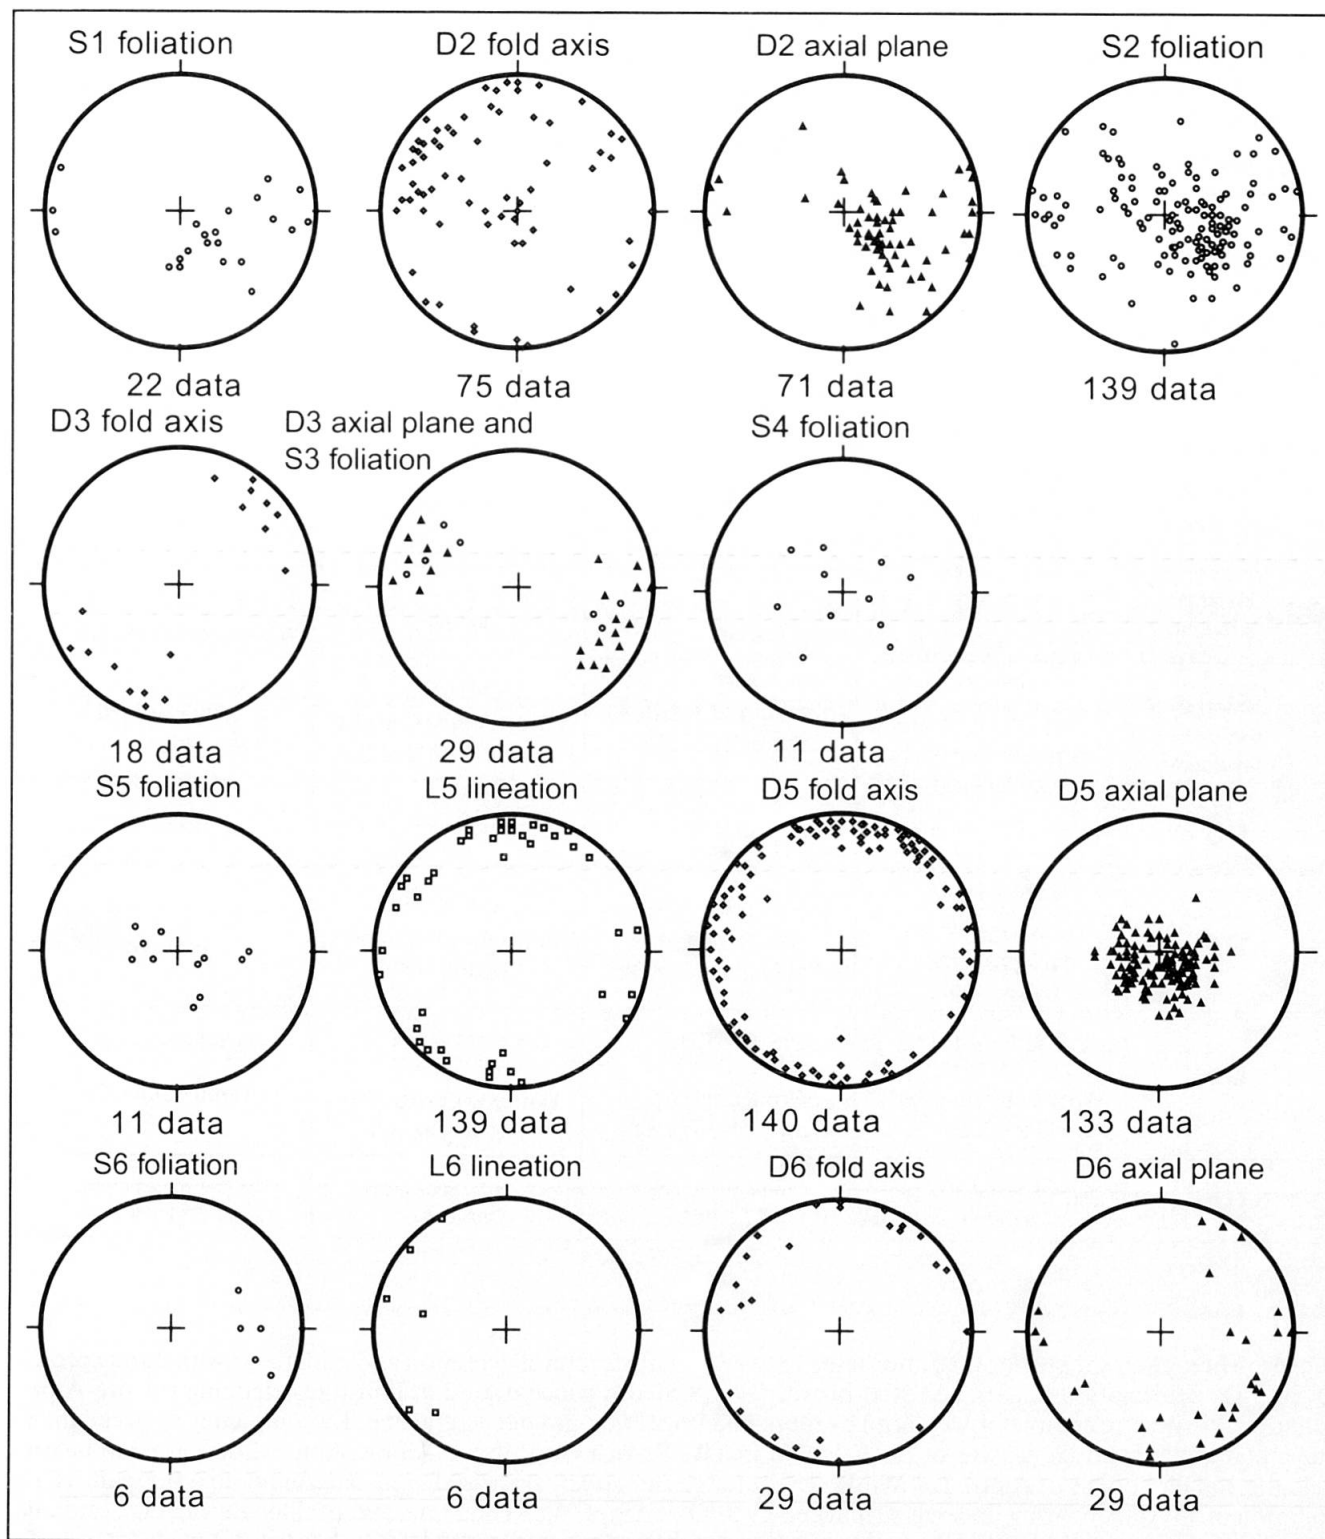 S1 foliation
D2 fold axis
D2 axial plane
S2 foliation
22 data
75 data
71 data
139 data
D3 fold axis
D3 axial plane and
S3 foliation
S4 foliation
18 data
29 data
11 data
S5 foliation
L5 lineation
D5 fold axis
D5 axial plane
11 data
139 data
140 data
133 data
S6 foliation
L6 lineation
D6 fold axis
D6 axial plane
6 data
6 data
29 data
29 data